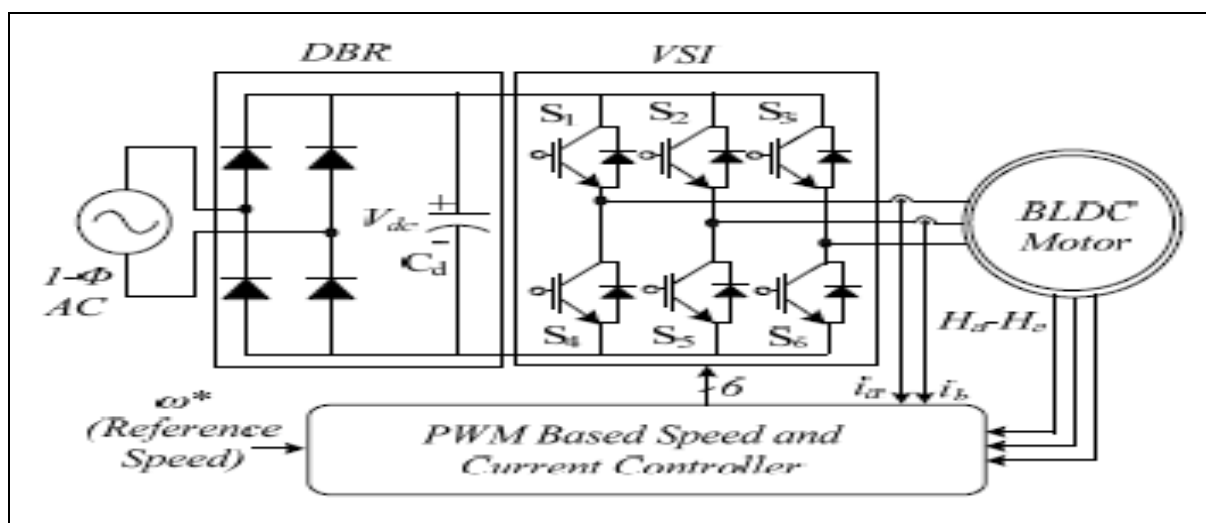 DBR
VSI
S1
S2
S3
Vdc
+
-
Cd
1-Φ
AC
S4
S5
S6
BLDC
Motor
Ha-Hc
6
ia
ib
ω*
(Reference
Speed)
PWM Based Speed and
Current Controller